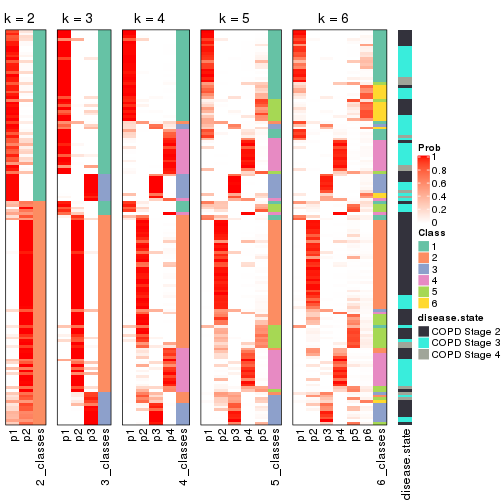 k = 2 k = 3 k = 4 k = 5 k = 6
Prob
1
0.8
0.6
0.4
0.2
0
Class
1
2
3
4
5
6
disease.state
COPD Stage 2
COPD Stage 3
COPD Stage 4
p1 p2 2_classes p1 p2 p3 3_classes p1 p2 p3 p4 4_classes p1 p2 p3 p4 p5 5_classes p1 p2 p3 p4 p5 p6 6_classes disease.state